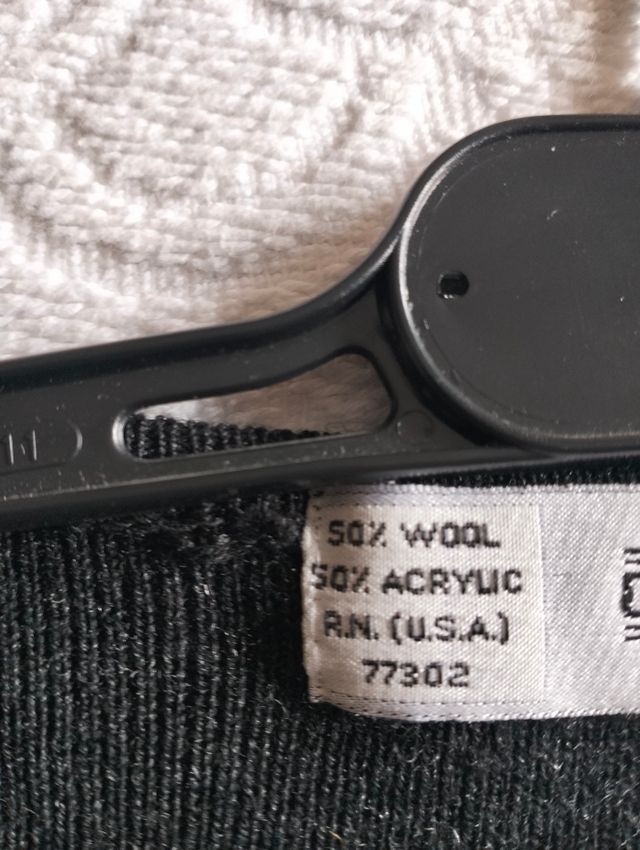 50% WOOL
50% ACRYLIC
R.N. (U.S.A.)
77302